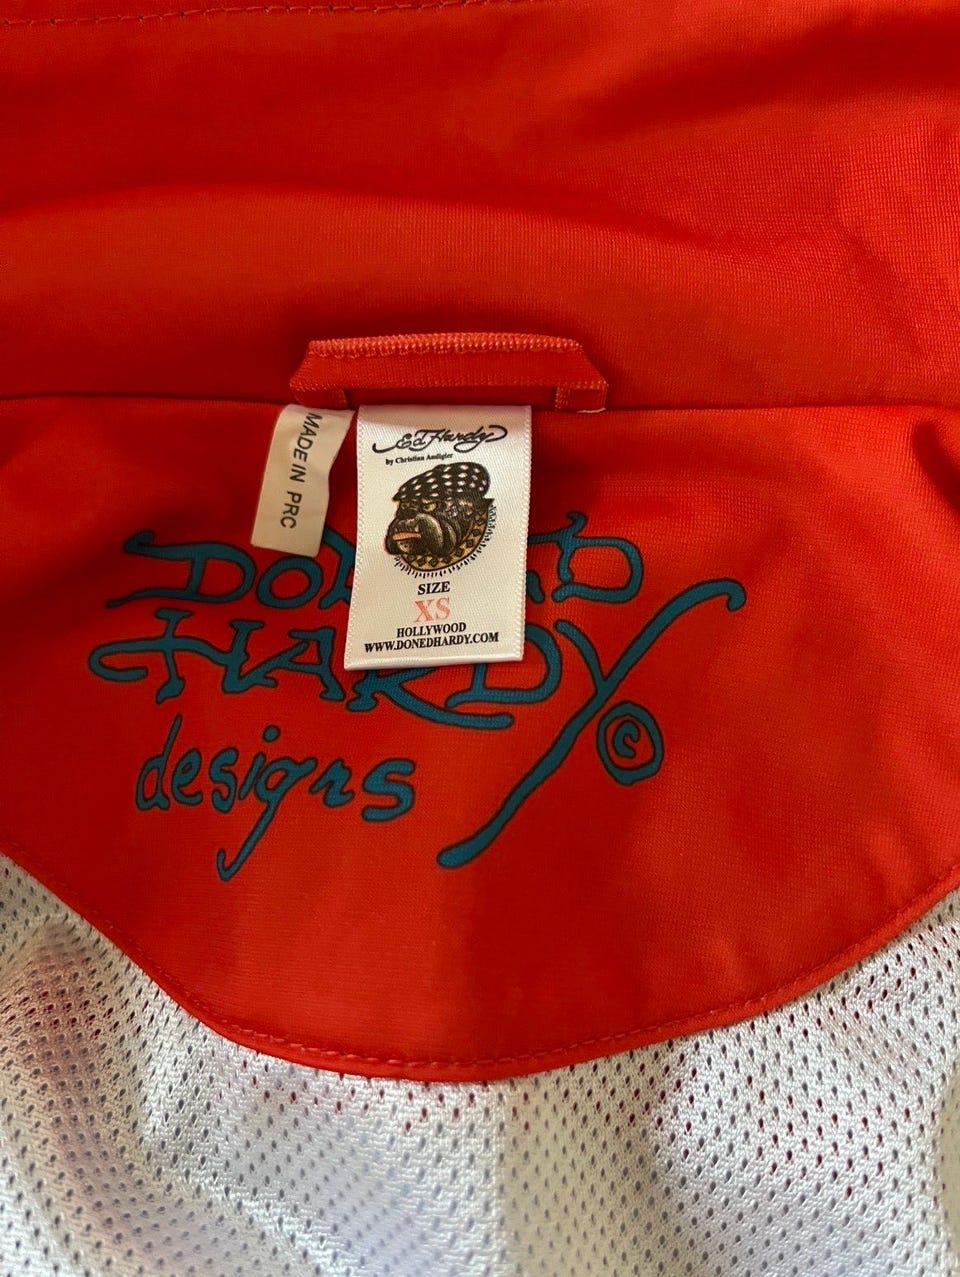 MADE IN PRC
Ed Hardy
by Christian Audigier
SIZE
XS
HOLLYWOOD
WWW.DONEDHARDY.COM
HARDY
designs
©